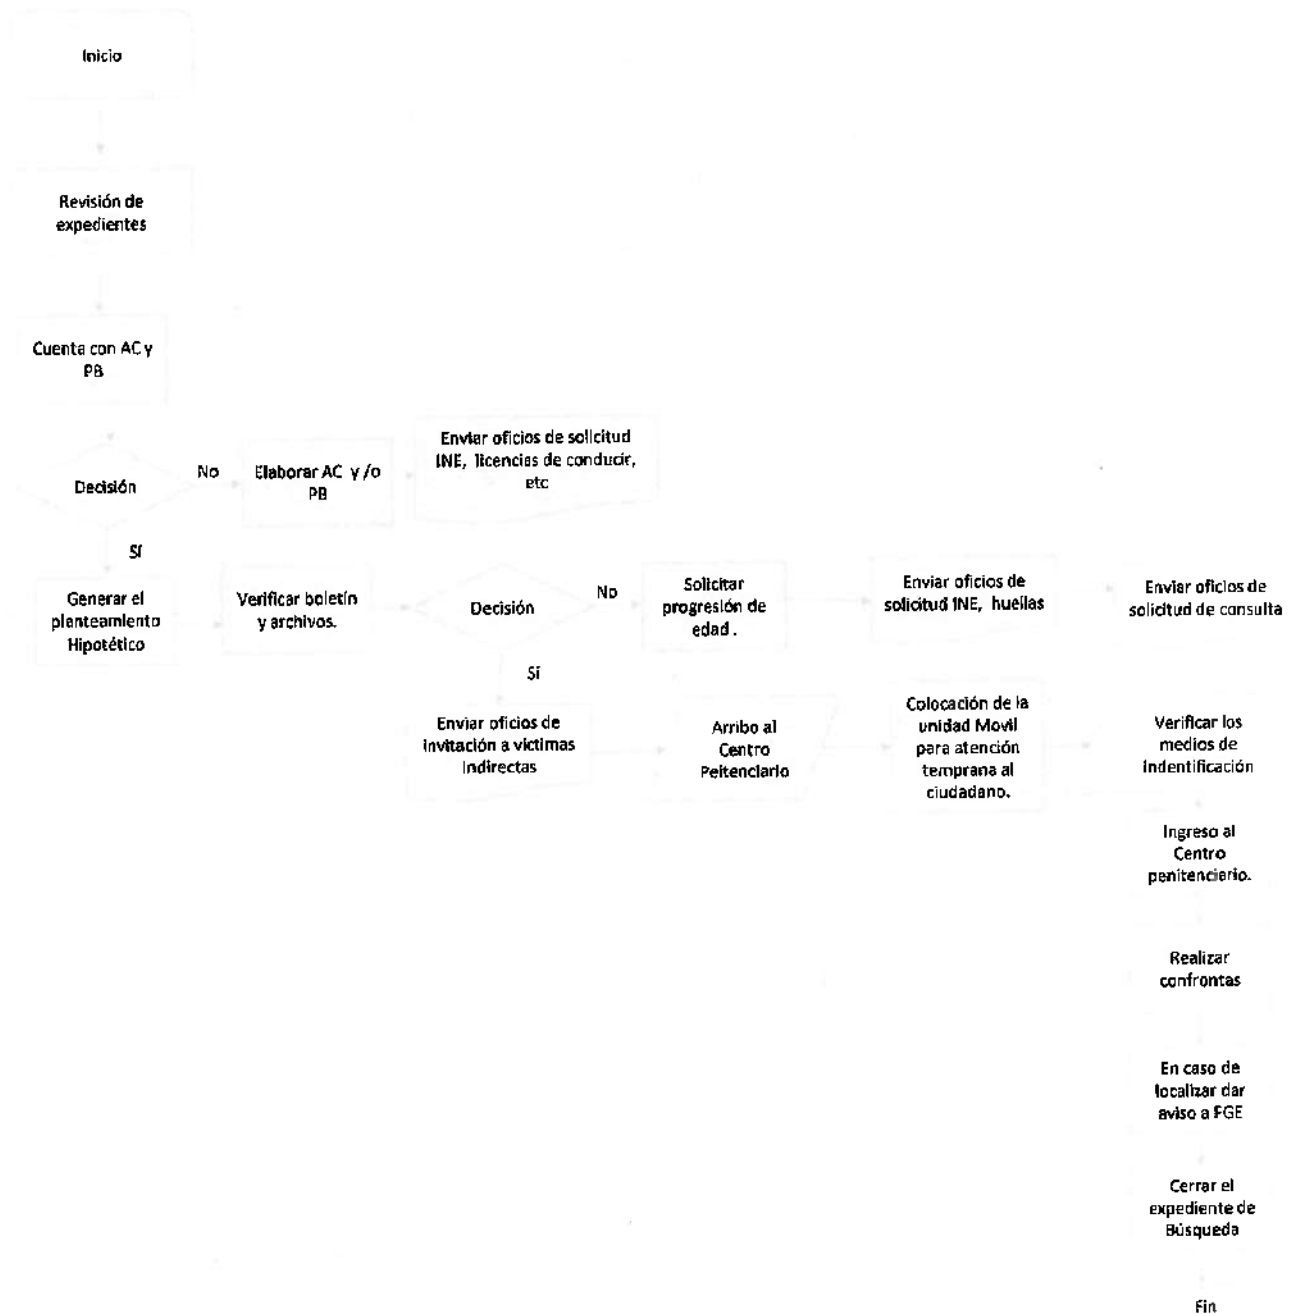 Inicio
Revisión de
expedientes
Cuenta con AC y
PB
Decisión
No
Elaborar AC y /o
PB
Enviar oficios de solicitud
INE, licencias de conducir,
etc
Sí
Generar el
planteamiento
Hipotético
Verificar boletín
y archivos.
Decisión
No
Solicitar
progresión de
edad .
Enviar oficios de
solicitud INE, huellas
Enviar oficios de
solicitud de consulta
Sí
Enviar oficios de
invitación a victimas
indirectas
Arribo al
Centro
Peitenciario
Colocación de la
unidad Movil
para atención
temprana al
ciudadano.
Verificar los
medios de
indentificación
Ingreso al
Centro
penitenciario.
Realizar
confrontas
En caso de
localizar dar
aviso a FGE
Cerrar el
expediente de
Búsqueda
Fin